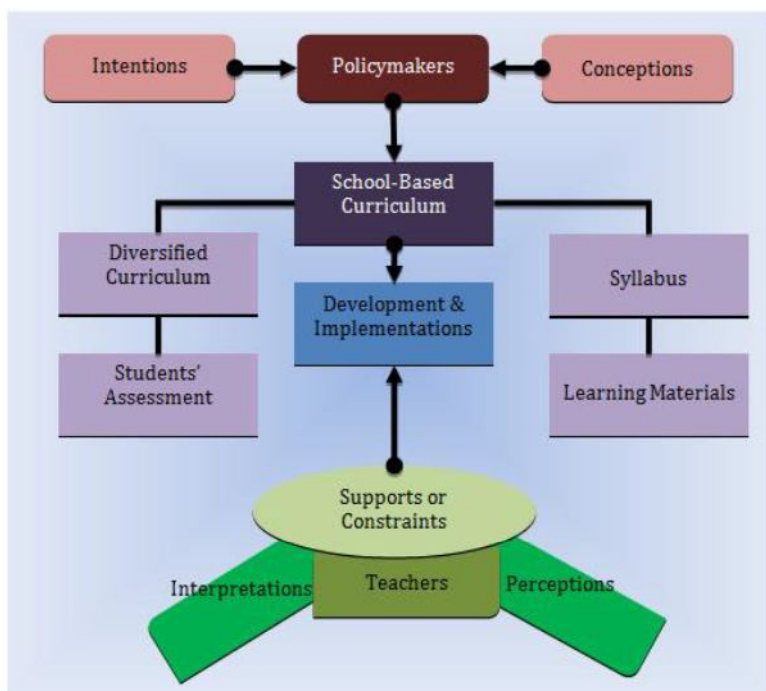 Intentions
Policymakers
Conceptions
School-Based
Curriculum
Diversified
Curriculum
Syllabus
Development &
Implementations
Students’
Assessment
Learning Materials
Supports or
Constraints
Interpretations
Teachers
Perceptions